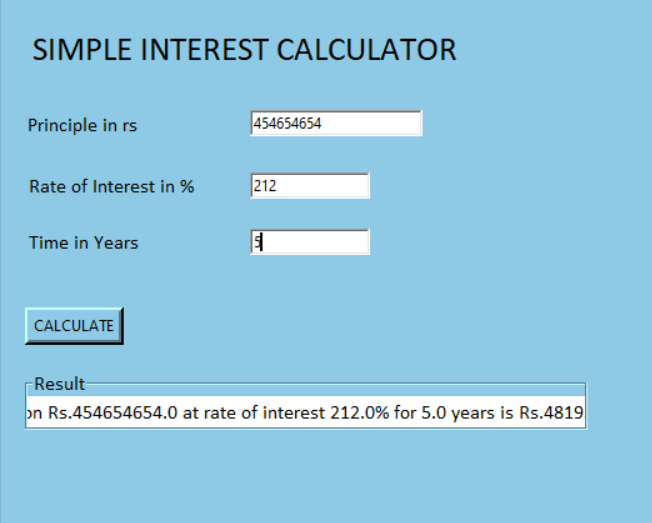 SIMPLE INTEREST CALCULATOR
Principle in rs 454654654
Rate of Interest in % 212
Time in Years 5
CALCULATE
Result
on Rs.454654654.0 at rate of interest 212.0% for 5.0 years is Rs.4819